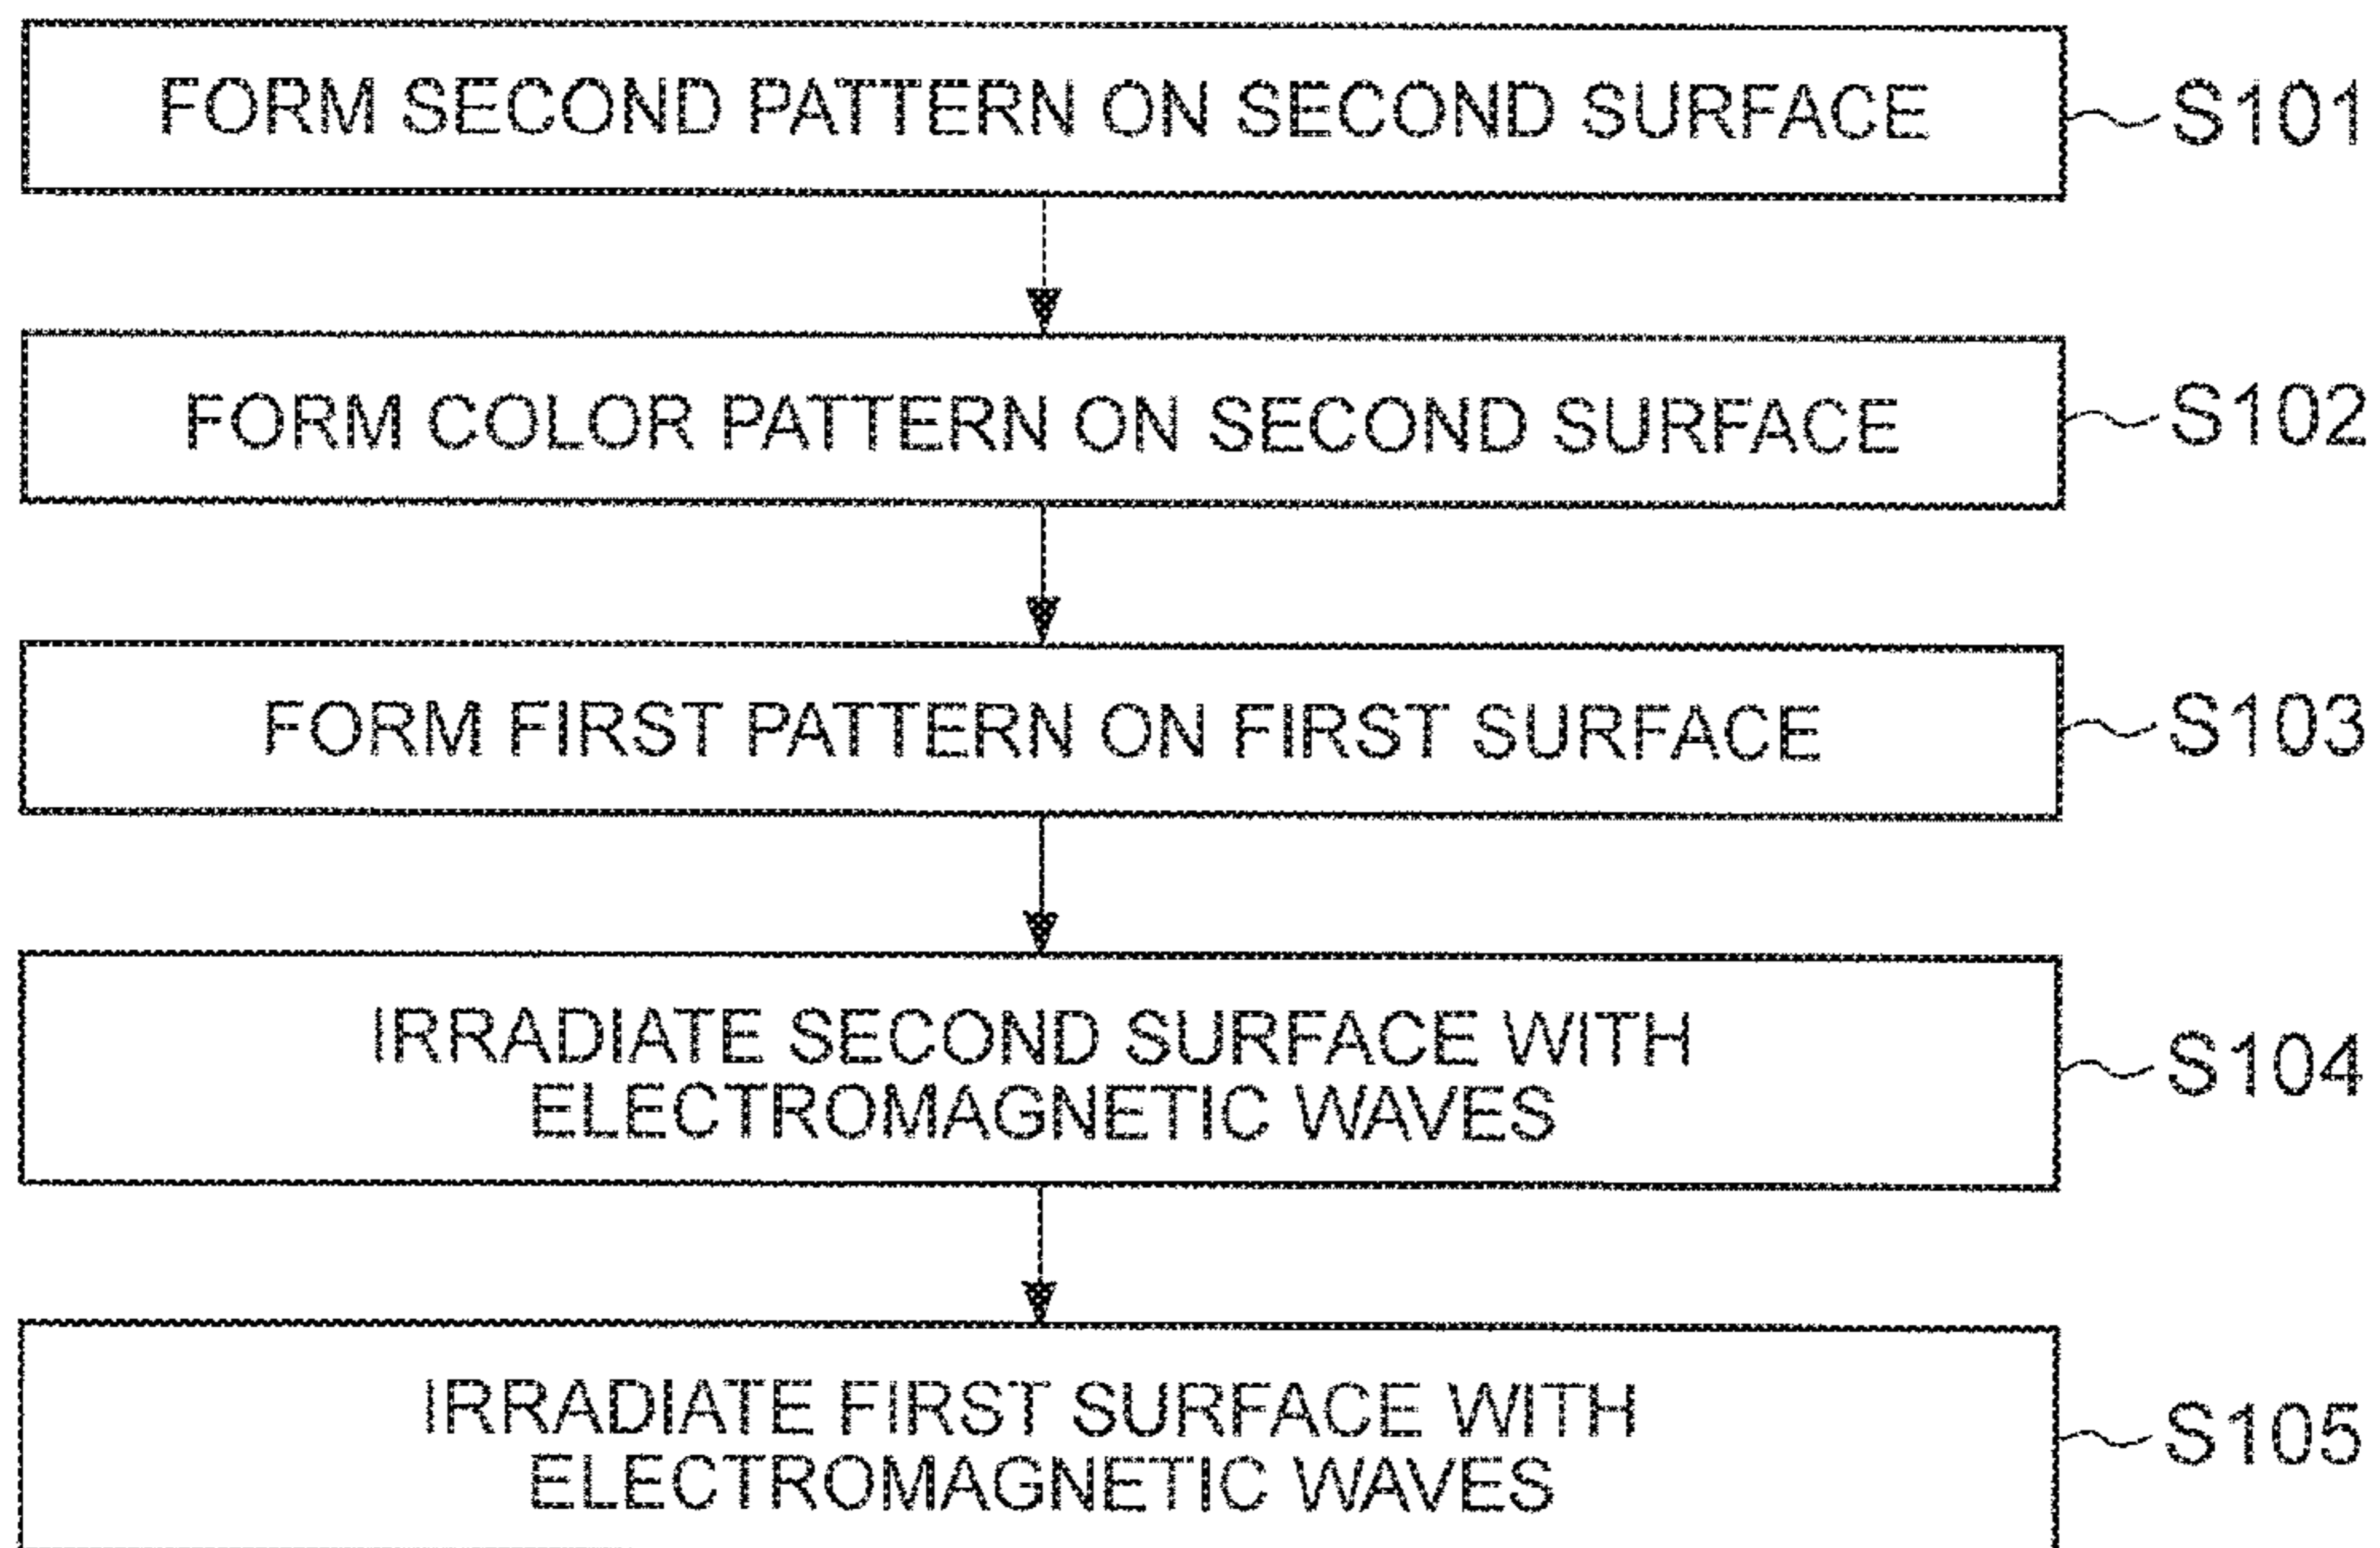 FORM SECOND PATTERN ON SECOND SURFACE
S101
FORM COLOR PATTERN ON SECOND SURFACE
S102
FORM FIRST PATTERN ON FIRST SURFACE
S103
IRRADIATE SECOND SURFACE WITH
ELECTROMAGNETIC WAVES
S104
IRRADIATE FIRST SURFACE WITH
ELECTROMAGNETIC WAVES
S105